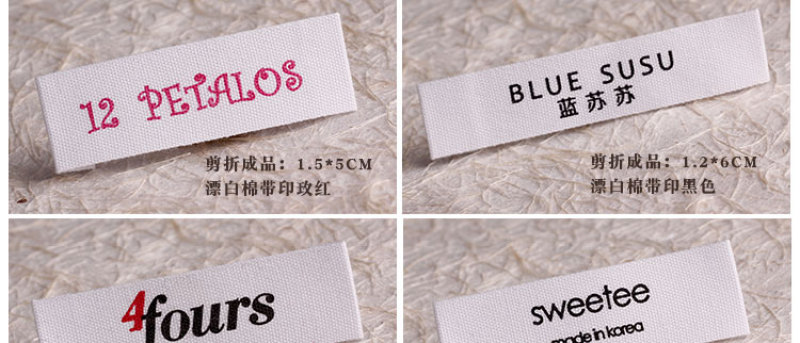 12 PETALOS
剪折成品：1.5*5CM
漂白棉带印玫红
BLUE SUSU
蓝苏苏
剪折成品：1.2*6CM
漂白棉带印黑色
4fours
sweetee
made in korea